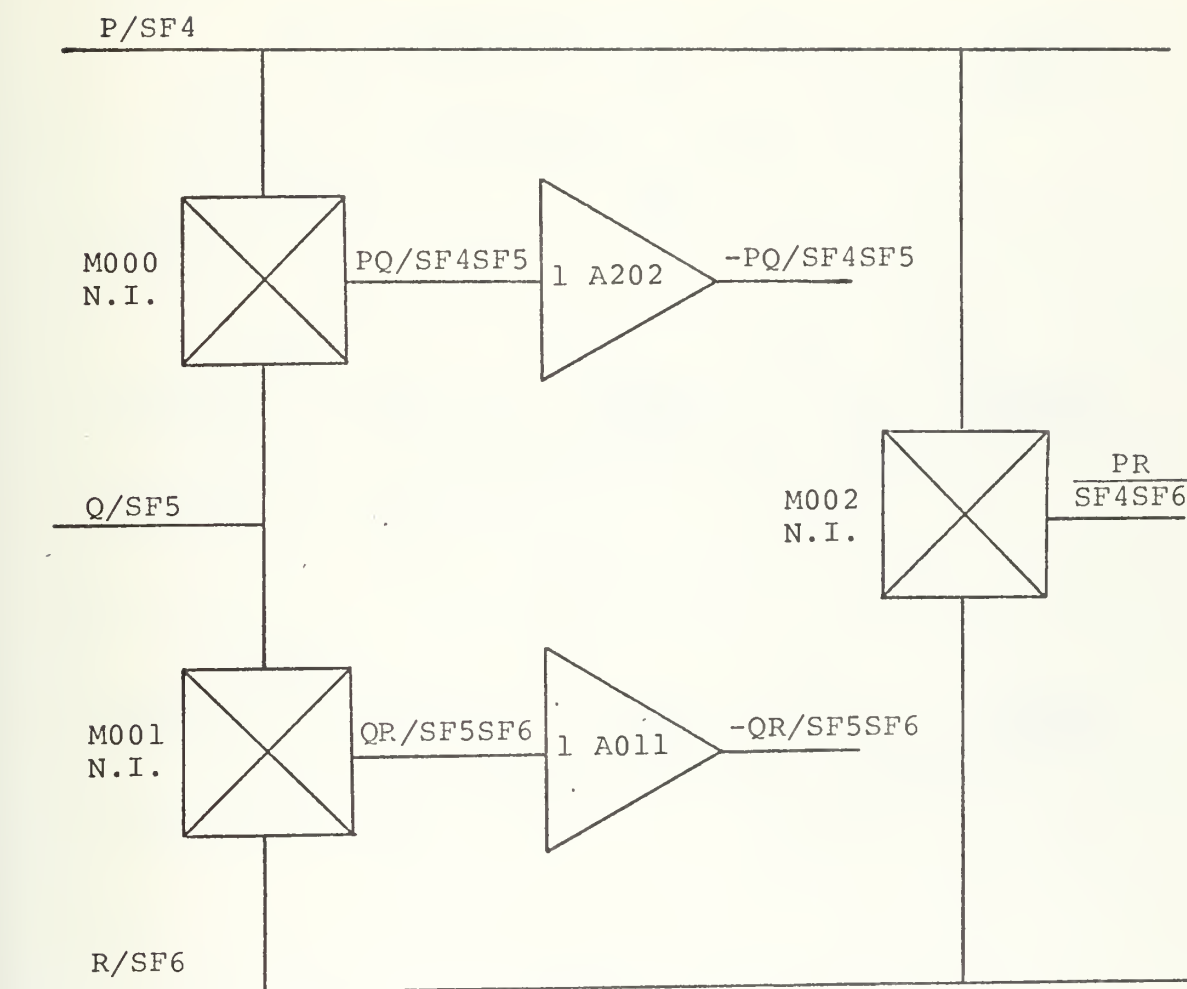 P/SF4
M000
N.I.
PQ/SF4SF5
1 A202
-PQ/SF4SF5
Q/SF5
M002
N.I.
PR
SF4SF6
M001
N.I.
QR/SF5SF6
1 A011
-QR/SF5SF6
R/SF6